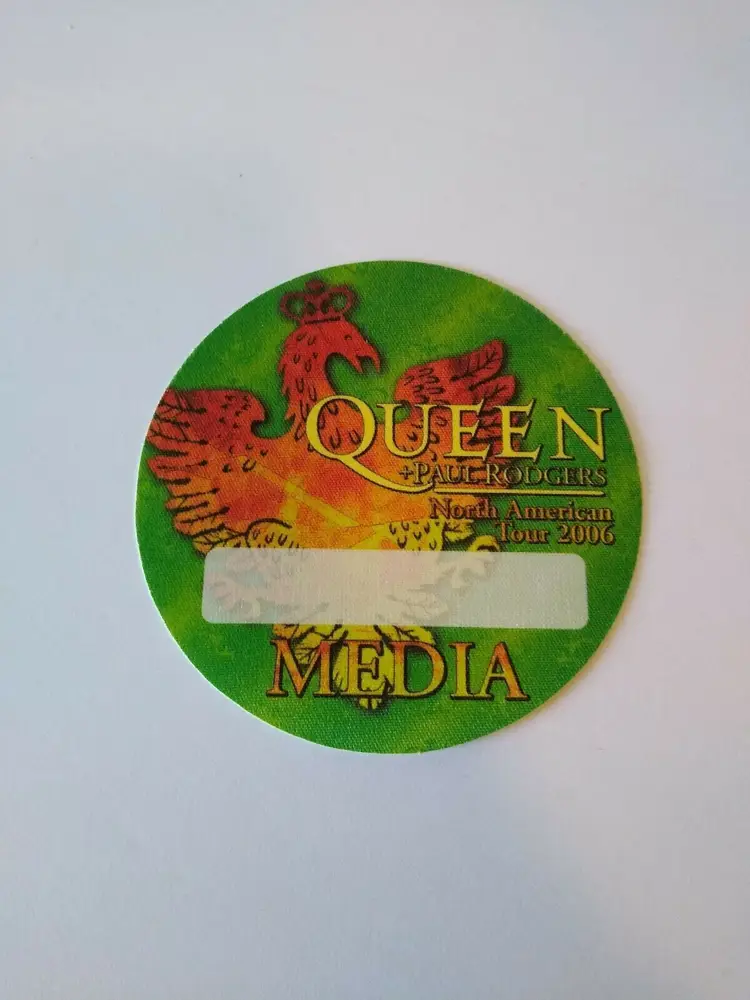 QUEEN
+PAUL RODGERS
North American
Tour 2006
MEDIA